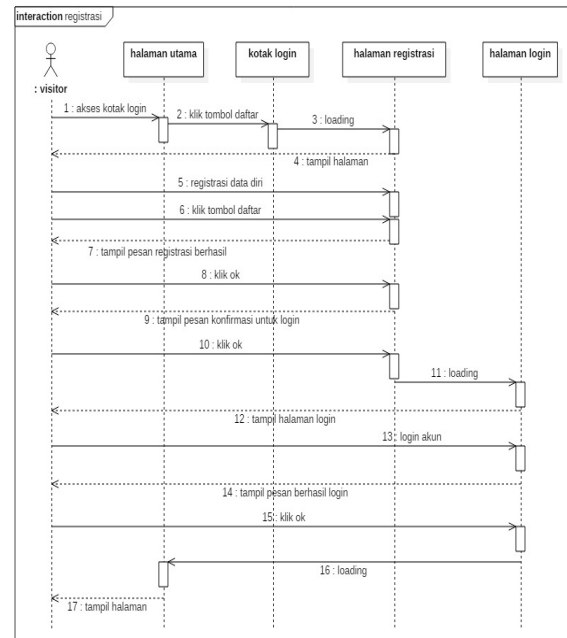 interaction registrasi
halaman utama
kotak login
halaman registrasi
halaman login
: visitor
1 : akses kotak login
2 : klik tombol daftar
3 : loading
4 : tampil halaman
5 : registrasi data diri
6 : klik tombol daftar
7 : tampil pesan registrasi berhasil
8 : klik ok
9 : tampil pesan konfirmasi untuk login
10 : klik ok
11 : loading
12 : tampil halaman login
13 : login akun
14 : tampil pesan berhasil login
15 : klik ok
16 : loading
17 : tampil halaman